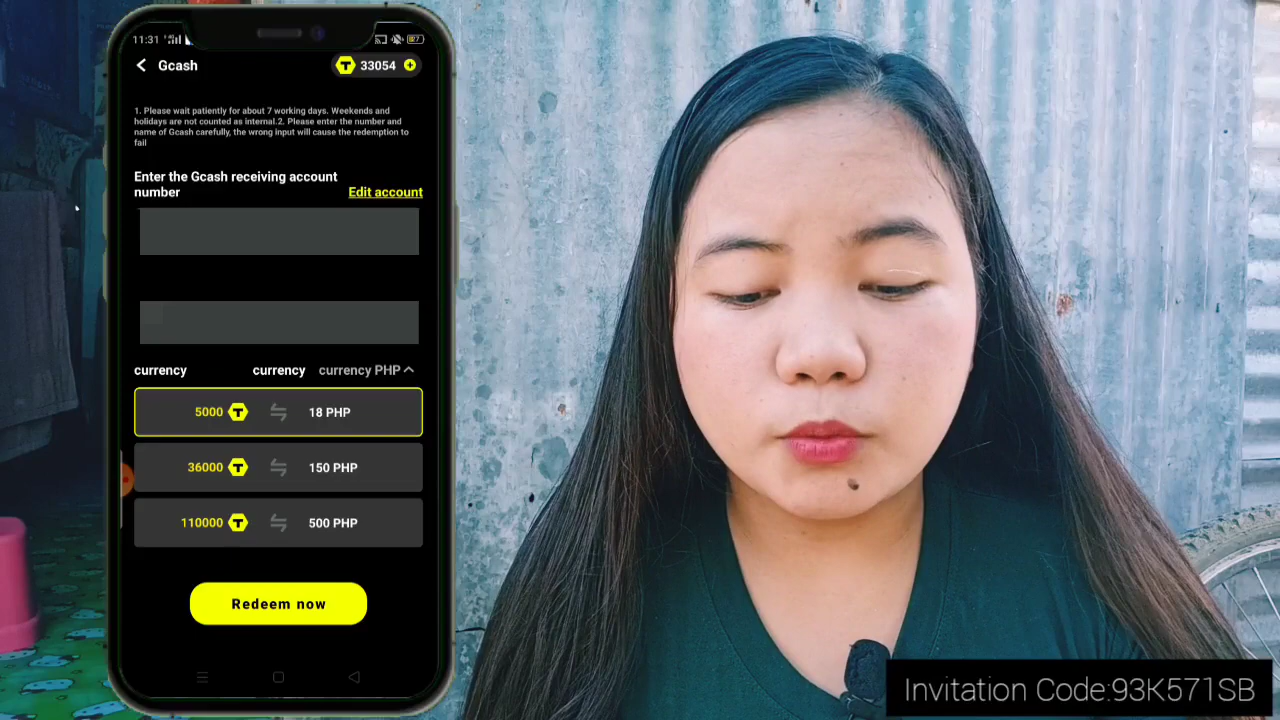 11:31
Gcash
T 33054
1. Please wait patiently for about 7 working days. Weekends and
holidays are not counted as internal.2. Please enter the number and
name of Gcash carefully, the wrong input will cause the redemption to
fail
Enter the Gcash receiving account
number
Edit account
currency currency currency PHP
5000 T 18 PHP
36000 T 150 PHP
110000 T 500 PHP
Redeem now
Invitation Code:93K571SB